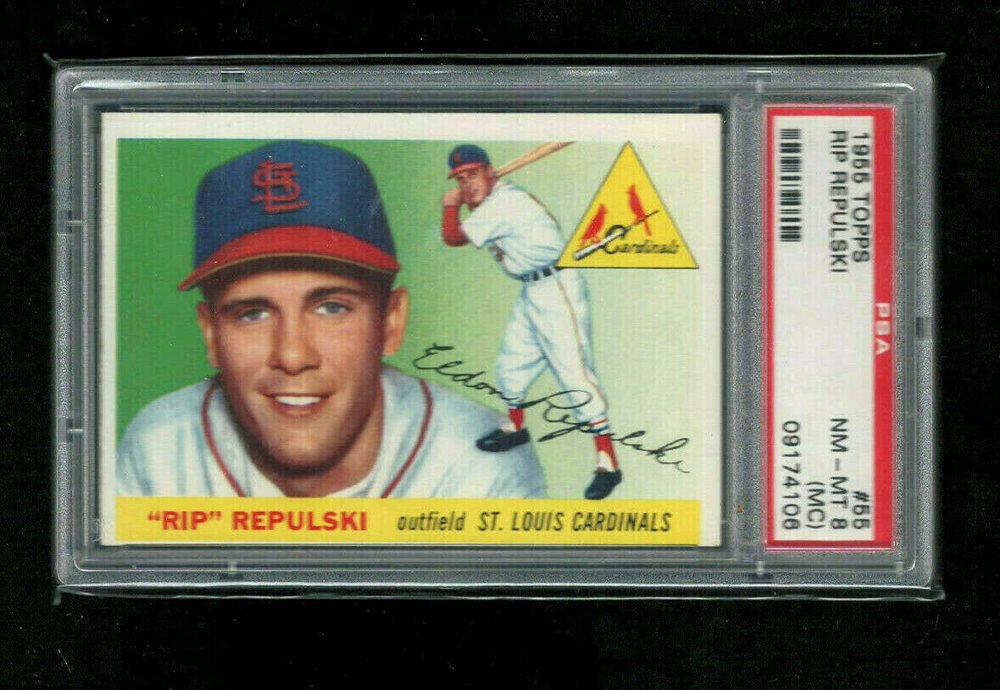 StL
Cardinals
Eldon Repulski
"RIP" REPULSKI outfield ST. LOUIS CARDINALS
1955 TOPPS
RIP REPULSKI
PSA
#55
NM - MT 8
(MC)
09174106